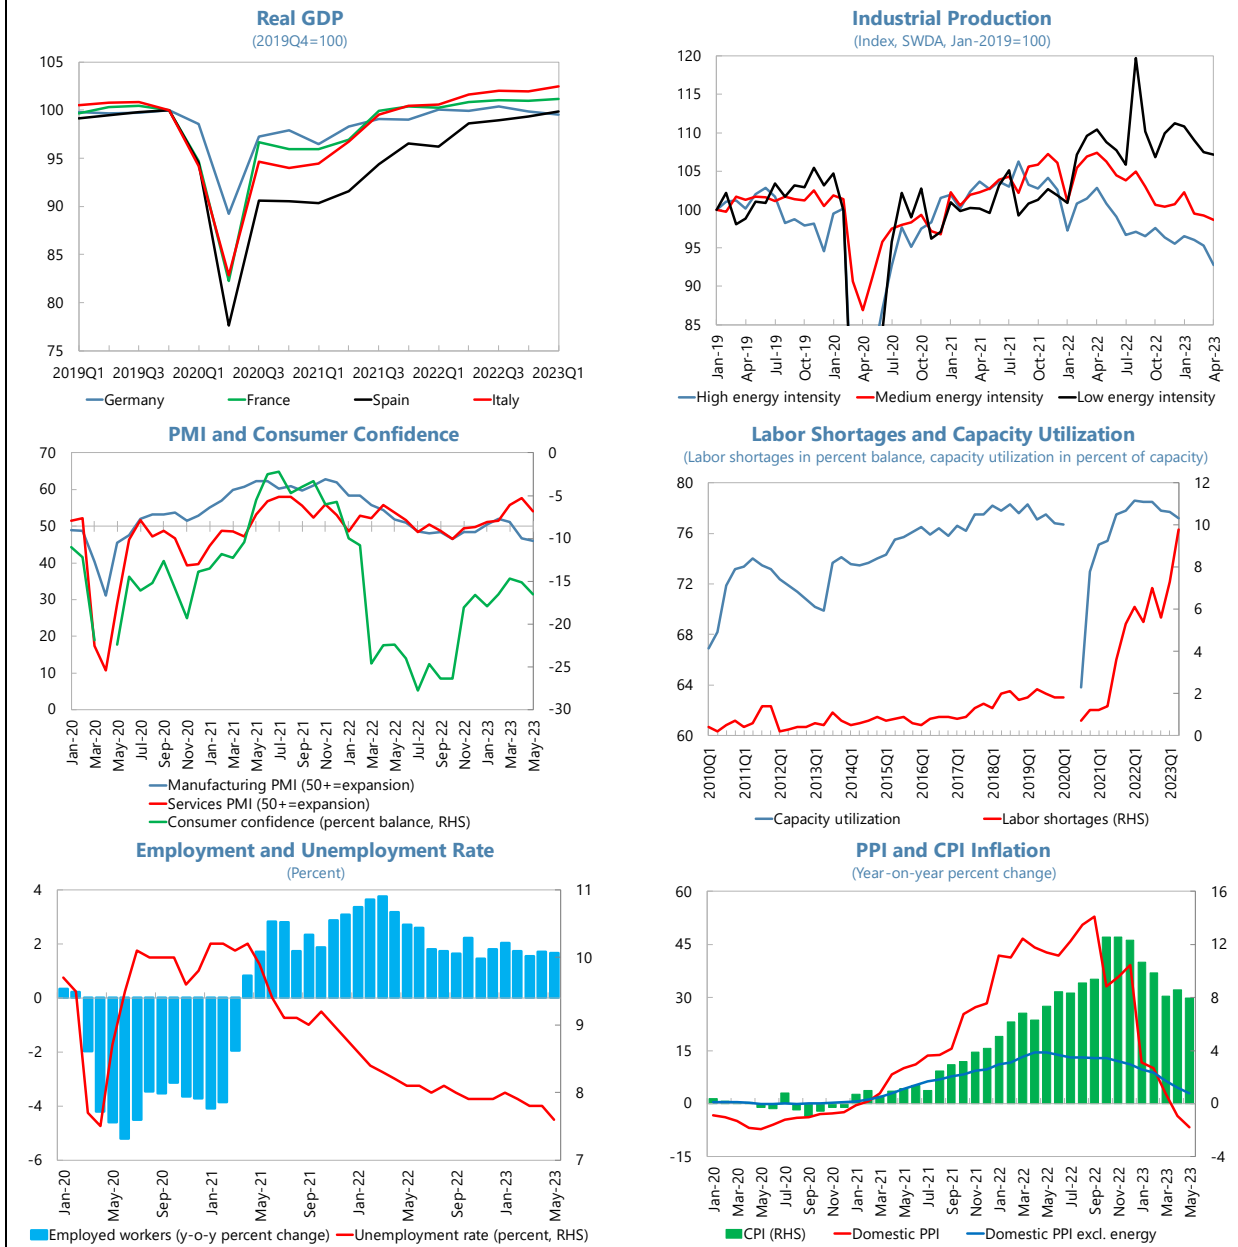 Real GDP
(2019Q4=100)
105
100
95
90
85
80
75
2019Q1 2019Q3 2020Q1 2020Q3 2021Q1 2021Q3 2022Q1 2022Q3 2023Q1
Germany France Spain Italy
Industrial Production
(Index, SWDA, Jan-2019=100)
120
115
110
105
100
95
90
85
Jan-19 Apr-19 Jul-19 Oct-19 Jan-20 Apr-20 Jul-20 Oct-20 Jan-21 Apr-21 Jul-21 Oct-21 Jan-22 Apr-22 Jul-22 Oct-22 Jan-23 Apr-23
High energy intensity Medium energy intensity Low energy intensity
PMI and Consumer Confidence
70 0
60 -5
50 -10
40 -15
30 -20
20 -25
10 -30
0
Jan-20 Mar-20 May-20 Jul-20 Sep-20 Nov-20 Jan-21 Mar-21 May-21 Jul-21 Sep-21 Nov-21 Jan-22 Mar-22 May-22 Jul-22 Sep-22 Nov-22 Jan-23 Mar-23 May-23
Manufacturing PMI (50+=expansion)
Services PMI (50+=expansion)
Consumer confidence (percent balance, RHS)
Labor Shortages and Capacity Utilization
(Labor shortages in percent balance, capacity utilization in percent of capacity)
80 12
76 10
72 8
68 6
64 4
60 2
0
2010Q1 2011Q1 2012Q1 2013Q1 2014Q1 2015Q1 2016Q1 2017Q1 2018Q1 2019Q1 2020Q1 2021Q1 2022Q1 2023Q1
Capacity utilization Labor shortages (RHS)
Employment and Unemployment Rate
(Percent)
4 11
2 10
0 9
-2 8
-4 7
-6
Jan-20 May-20 Sep-20 Jan-21 May-21 Sep-21 Jan-22 May-22 Sep-22 Jan-23 May-23
Employed workers (y-o-y percent change) Unemployment rate (percent, RHS)
PPI and CPI Inflation
(Year-on-year percent change)
60 16
45 12
30 8
15 4
0 0
-15 -4
Jan-20 Mar-20 May-20 Jul-20 Sep-20 Nov-20 Jan-21 Mar-21 May-21 Jul-21 Sep-21 Nov-21 Jan-22 Mar-22 May-22 Jul-22 Sep-22 Nov-22 Jan-23 Mar-23 May-23
CPI (RHS) Domestic PPI Domestic PPI excl. energy